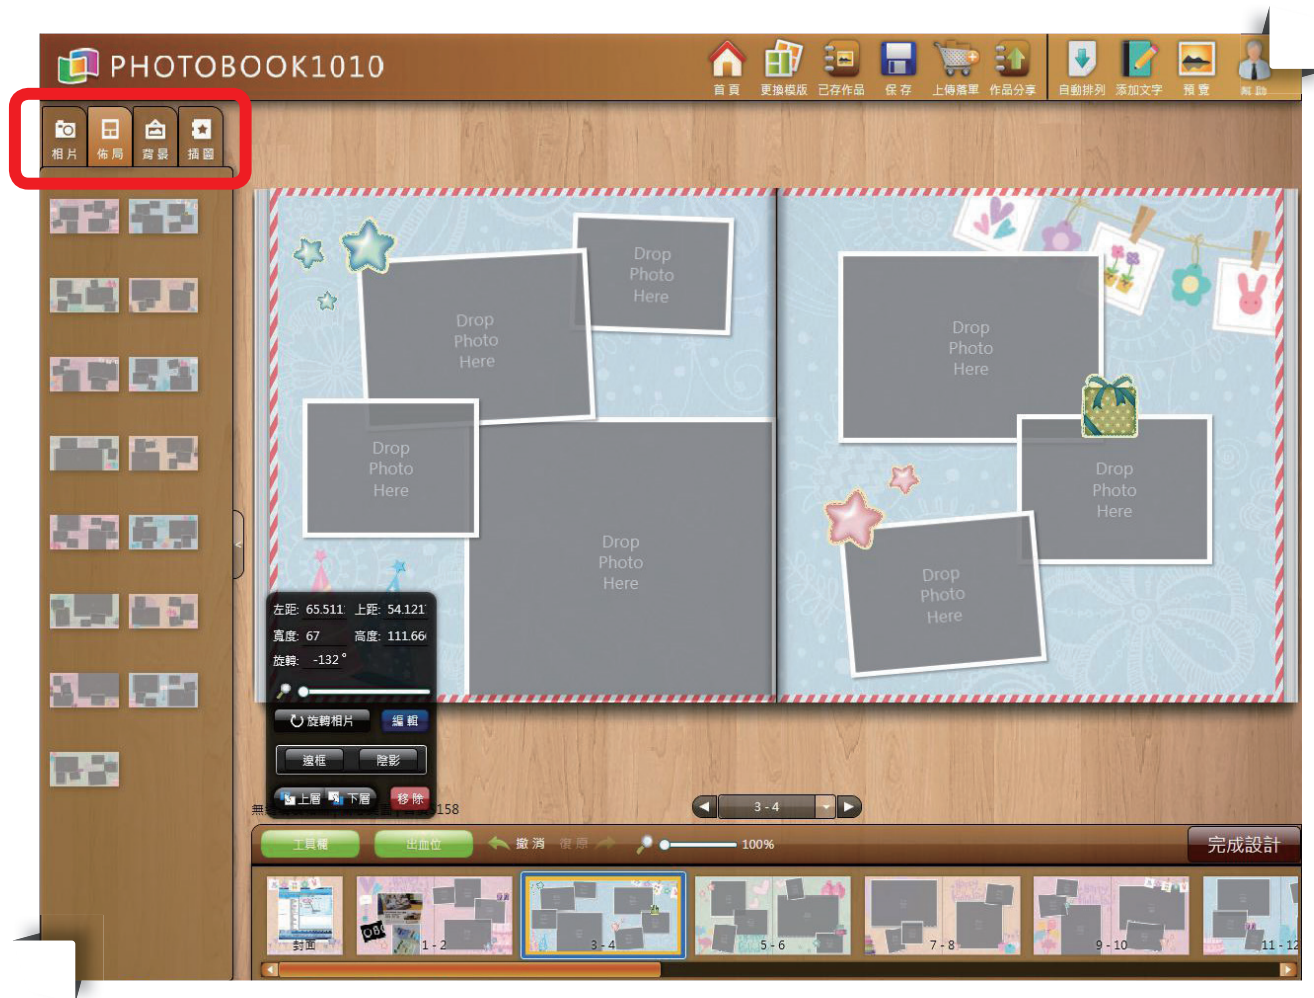 PHOTOBOOK1010
首頁 更換模版 已存作品 保存 上傳落單 作品分享 自動排列 添加文字 預覽 幫助
相片 佈局 背景 插圖
Drop
Photo
Here
Drop
Photo
Here
Drop
Photo
Here
Drop
Photo
Here
Drop
Photo
Here
Drop
Photo
Here
Drop
Photo
Here
左距: 65.511 上距: 54.121
寬度: 67 高度: 111.66
旋轉: -132°
旋轉相片 編輯
邊框 陰影
上層 下層 移除
無 158
3 - 4
工具欄 出血位 撤消 復原 100% 完成設計
封面 1 - 2 3 - 4 5 - 6 7 - 8 9 - 10 11 - 12